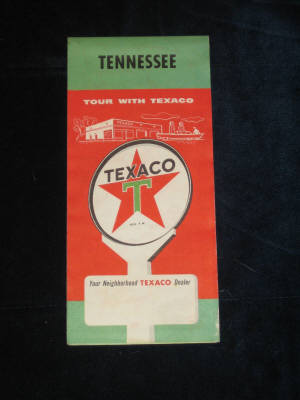 TENNESSEE
TOUR WITH TEXACO
TEXACO
T
Your Neighborhood TEXACO Dealer